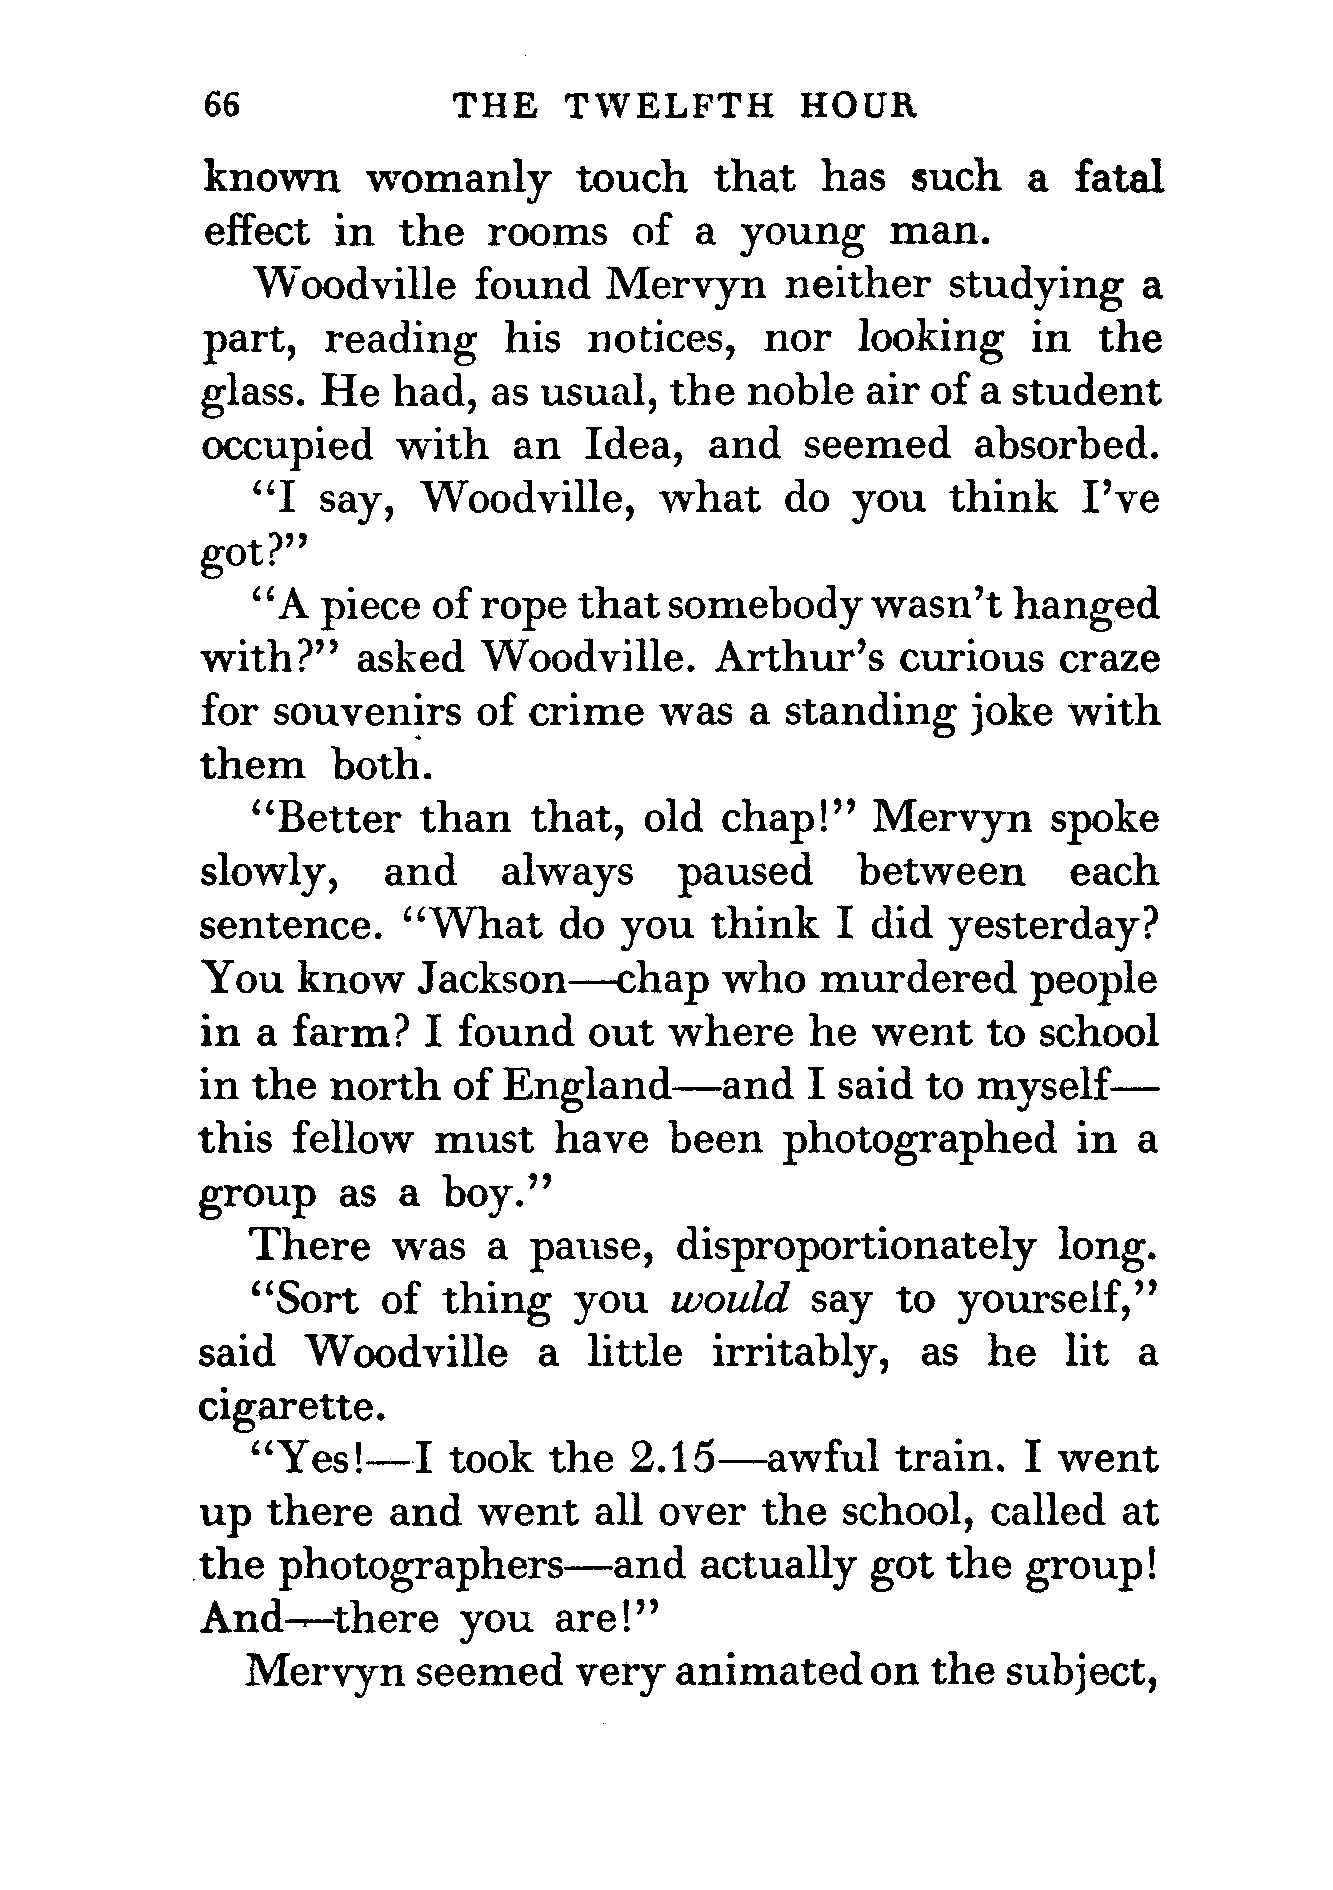 66 THE TWELFTH HOUR
known womanly touch that has such a fatal
effect in the rooms of a young man.
Woodville found Mervyn neither studying a
part, reading his notices, nor looking in the
glass. He had, as usual, the noble air of a student
occupied with an Idea, and seemed absorbed.
“I say, Woodville, what do you think I’ve
got?”
“A piece of rope that somebody wasn’t hanged
with?” asked Woodville. Arthur’s curious craze
for souvenirs of crime was a standing joke with
them both.
“Better than that, old chap!” Mervyn spoke
slowly, and always paused between each
sentence. “What do you think I did yesterday?
You know Jackson—chap who murdered people
in a farm? I found out where he went to school
in the north of England—and I said to myself—
this fellow must have been photographed in a
group as a boy.”
There was a pause, disproportionately long.
“Sort of thing you would say to yourself,”
said Woodville a little irritably, as he lit a
cigarette.
“Yes!—I took the 2.15—awful train. I went
up there and went all over the school, called at
the photographers—and actually got the group!
And—there you are!”
Mervyn seemed very animated on the subject,